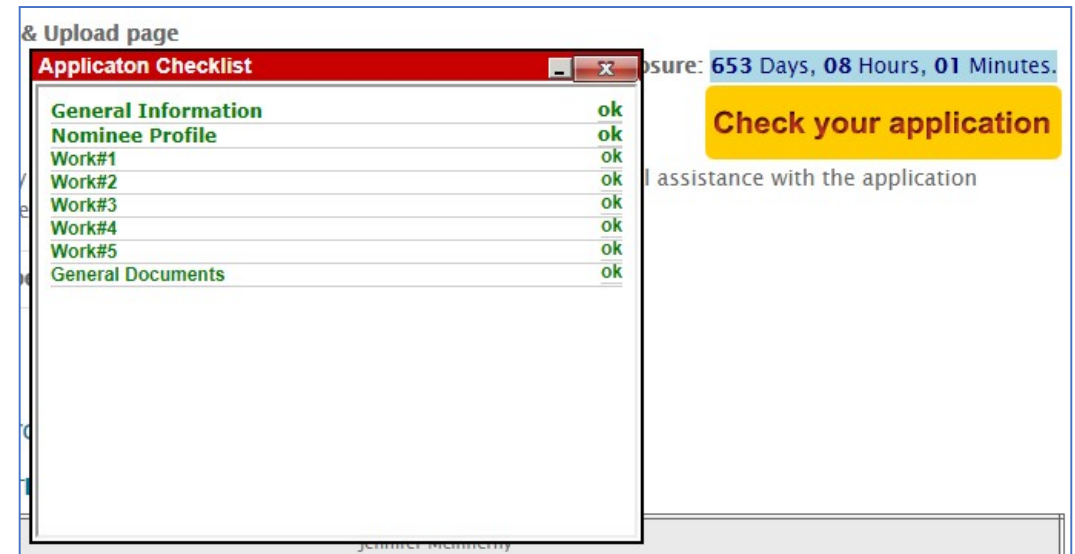 & Upload page
Applicaton Checklist
osure: 653 Days, 08 Hours, 01 Minutes.
Check your application
General Information ok
Nominee Profile ok
Work#1 ok
Work#2 ok
Work#3 ok
Work#4 ok
Work#5 ok
General Documents ok
l assistance with the application